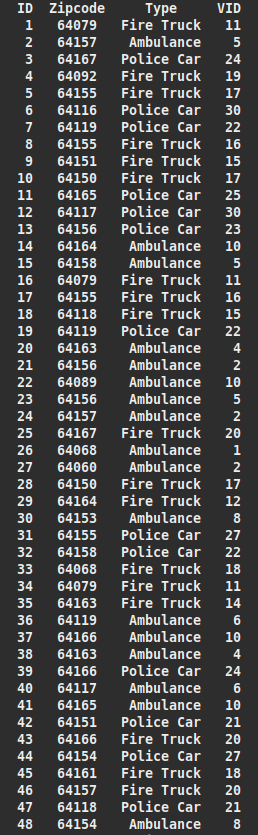 ID Zipcode Type VID
1 64079 Fire Truck 11
2 64157 Ambulance 5
3 64167 Police Car 24
4 64092 Fire Truck 19
5 64155 Fire Truck 17
6 64116 Police Car 30
7 64119 Police Car 22
8 64155 Fire Truck 16
9 64151 Fire Truck 15
10 64150 Fire Truck 17
11 64165 Police Car 25
12 64117 Police Car 30
13 64156 Police Car 23
14 64164 Ambulance 10
15 64158 Ambulance 5
16 64079 Fire Truck 11
17 64155 Fire Truck 16
18 64118 Fire Truck 15
19 64119 Police Car 22
20 64163 Ambulance 4
21 64156 Ambulance 2
22 64089 Ambulance 10
23 64156 Ambulance 5
24 64157 Ambulance 2
25 64167 Fire Truck 20
26 64068 Ambulance 1
27 64060 Ambulance 2
28 64150 Fire Truck 17
29 64164 Fire Truck 12
30 64153 Ambulance 8
31 64155 Police Car 27
32 64158 Police Car 22
33 64068 Fire Truck 18
34 64079 Fire Truck 11
35 64163 Fire Truck 14
36 64119 Ambulance 6
37 64166 Ambulance 10
38 64163 Ambulance 4
39 64166 Police Car 24
40 64117 Ambulance 6
41 64165 Ambulance 10
42 64151 Police Car 21
43 64166 Fire Truck 20
44 64154 Police Car 27
45 64161 Fire Truck 18
46 64157 Fire Truck 20
47 64118 Police Car 21
48 64154 Ambulance 8